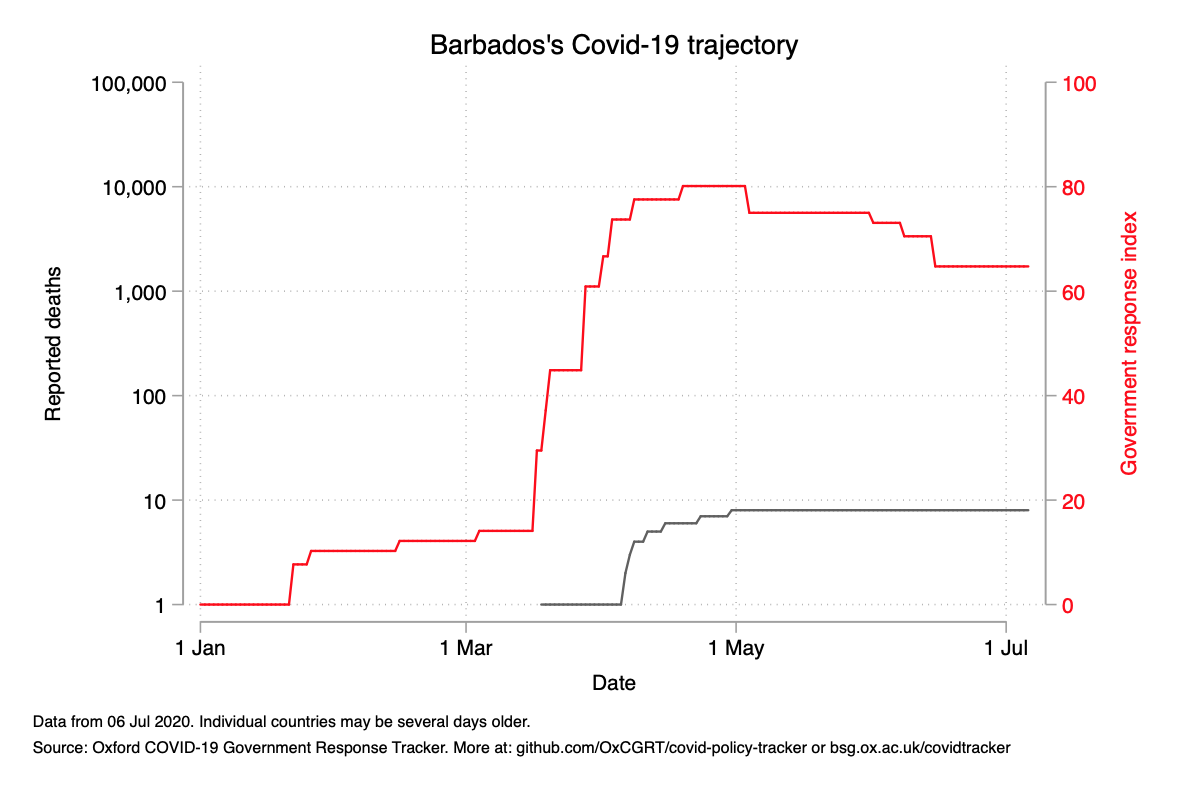 Barbados's Covid-19 trajectory
100,000
10,000
1,000
100
10
1
Reported deaths
100
80
60
40
20
0
Government response index
1 Jan
1 Mar
1 May
1 Jul
Date
Data from 06 Jul 2020. Individual countries may be several days older.
Source: Oxford COVID-19 Government Response Tracker. More at: github.com/OxCGRT/covid-policy-tracker or bsg.ox.ac.uk/covidtracker